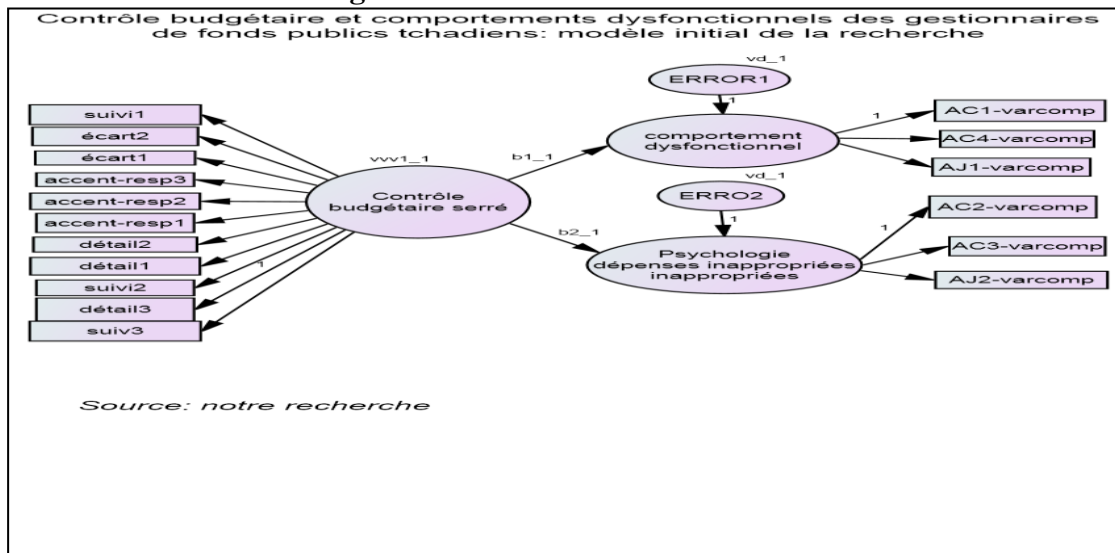 Contrôle budgétaire et comportements dysfonctionnels des gestionnaires
de fonds publics tchadiens: modèle initial de la recherche
vd_1
ERROR1
1
suivi1
écart2
écart1
accent-resp3
accent-resp2
accent-resp1
détail2
détail1
suivi2
détail3
suiv3
1
vvv1_1
Contrôle
budgétaire serré
b1_1
b2_1
comportement
dysfonctionnel
vd_1
ERRO2
1
Psychologie
dépenses inappropriées
inappropriées
1
AC1-varcomp
AC4-varcomp
AJ1-varcomp
1
AC2-varcomp
AC3-varcomp
AJ2-varcomp
Source: notre recherche